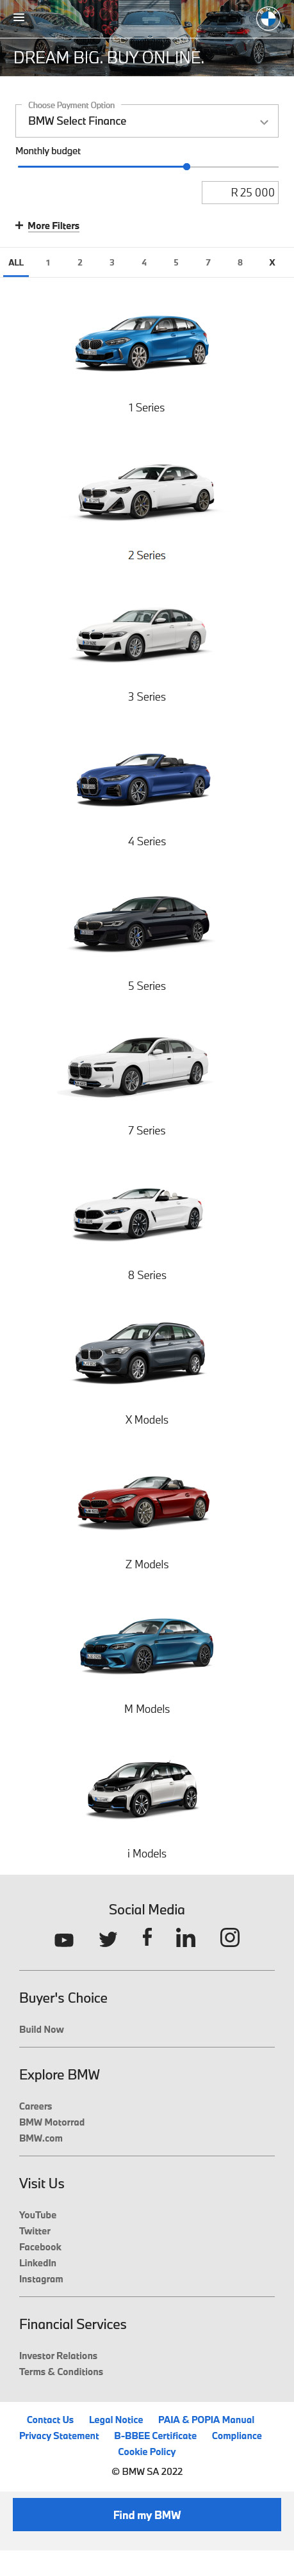 DREAM BIG. BUY ONLINE.
Choose Payment Option
BMW Select Finance
Monthly budget
R 25 000
+ More Filters
ALL 1 2 3 4 5 7 8 X
1 Series
2 Series
3 Series
4 Series
5 Series
7 Series
8 Series
X Models
Z Models
M Models
i Models
Social Media
Buyer's Choice
Build Now
Explore BMW
Careers
BMW Motorrad
BMW.com
Visit Us
YouTube
Twitter
Facebook
LinkedIn
Instagram
Financial Services
Investor Relations
Terms & Conditions
Contact Us Legal Notice PAIA & POPIA Manual
Privacy Statement B-BBEE Certificate Compliance
Cookie Policy
© BMW SA 2022
Find my BMW